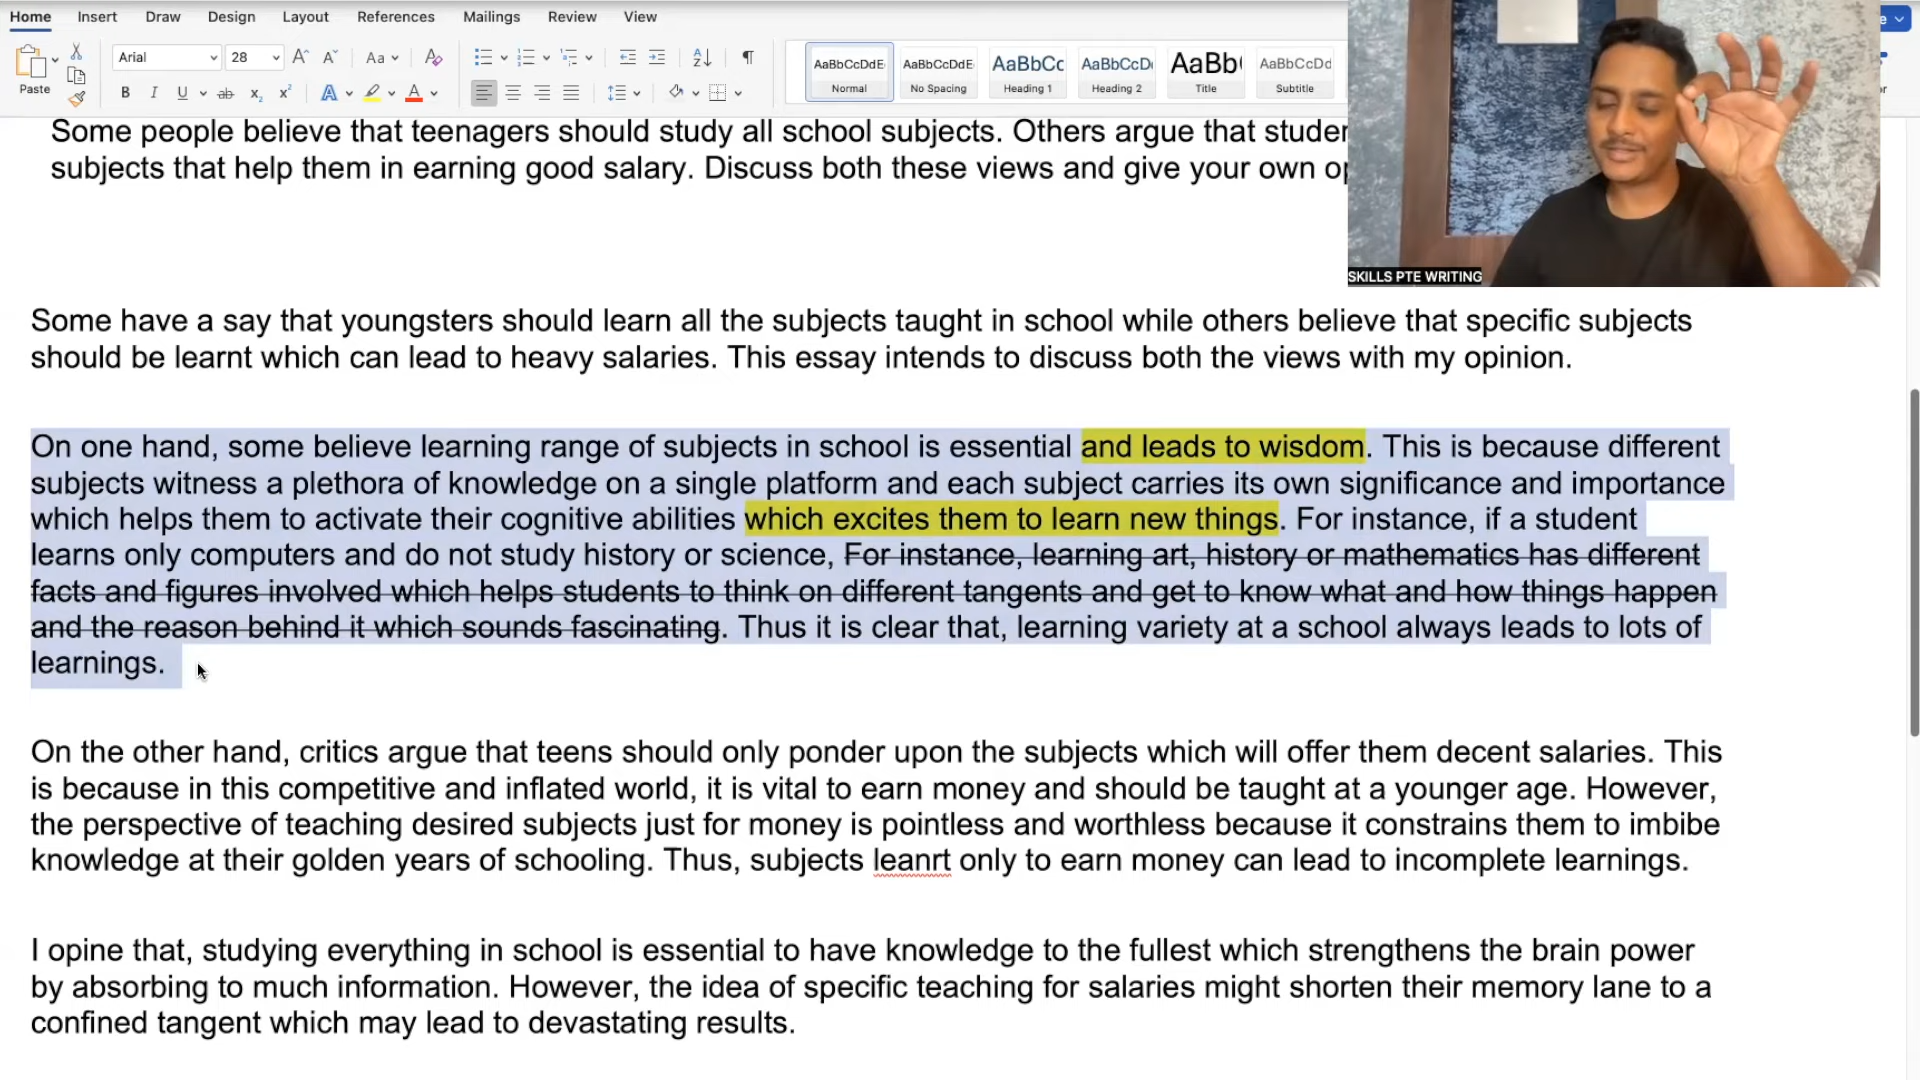 Home Insert Draw Design Layout References Mailings Review View
Paste
Arial 28
AaBbCcDdE AaBbCcDdE AaBbCc AaBbCcD AaBb AaBbCcDd
Normal No Spacing Heading 1 Heading 2 Title Subtitle
SKILLS PTE WRITING
Some people believe that teenagers should study all school subjects. Others argue that studen
subjects that help them in earning good salary. Discuss both these views and give your own op
Some have a say that youngsters should learn all the subjects taught in school while others believe that specific subjects
should be learnt which can lead to heavy salaries. This essay intends to discuss both the views with my opinion.
On one hand, some believe learning range of subjects in school is essential and leads to wisdom. This is because different
subjects witness a plethora of knowledge on a single platform and each subject carries its own significance and importance
which helps them to activate their cognitive abilities which excites them to learn new things. For instance, if a student
learns only computers and do not study history or science, For instance, learning art, history or mathematics has different
facts and figures involved which helps students to think on different tangents and get to know what and how things happen
and the reason behind it which sounds fascinating. Thus it is clear that, learning variety at a school always leads to lots of
learnings.
On the other hand, critics argue that teens should only ponder upon the subjects which will offer them decent salaries. This
is because in this competitive and inflated world, it is vital to earn money and should be taught at a younger age. However,
the perspective of teaching desired subjects just for money is pointless and worthless because it constrains them to imbibe
knowledge at their golden years of schooling. Thus, subjects leanrt only to earn money can lead to incomplete learnings.
I opine that, studying everything in school is essential to have knowledge to the fullest which strengthens the brain power
by absorbing to much information. However, the idea of specific teaching for salaries might shorten their memory lane to a
confined tangent which may lead to devastating results.